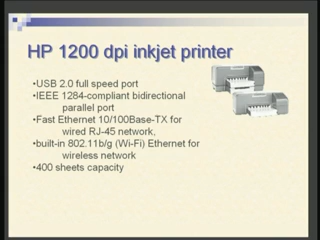 HP 1200 dpi inkjet printer
•USB 2.0 full speed port
•IEEE 1284-compliant bidirectional
parallel port
•Fast Ethernet 10/100Base-TX for
wired RJ-45 network,
•built-in 802.11b/g (Wi-Fi) Ethernet for
wireless network
•400 sheets capacity